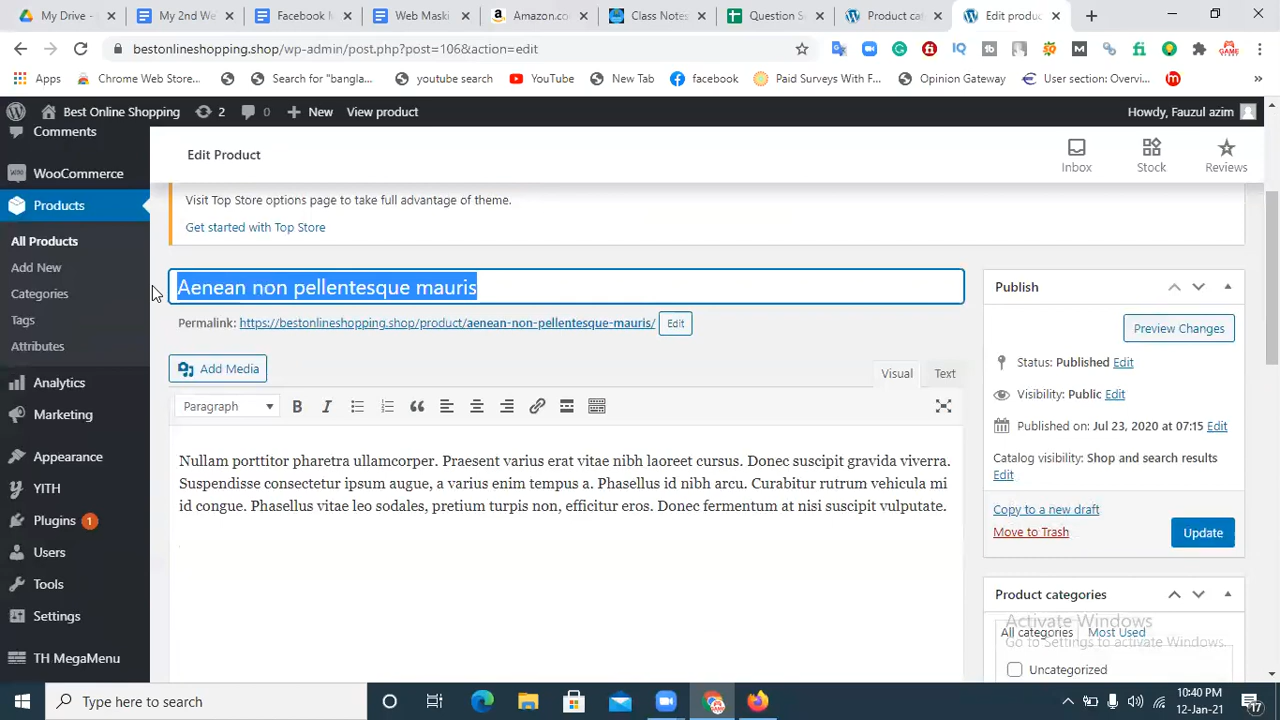 My Drive -
My 2nd We
Facebook I
Web Maski
Amazon.co
Class Notes
Question S
Product ca
Edit produ
bestonlineshopping.shop/wp-admin/post.php?post=106&action=edit
Apps
Chrome Web Store...
Search for "bangla...
youtube search
YouTube
New Tab
facebook
Paid Surveys With F...
Opinion Gateway
User section: Overvi...
»
Best Online Shopping
2
0
New
View product
Howdy, Fauzul azim
Comments
WooCommerce
Products
All Products
Add New
Categories
Tags
Attributes
Analytics
Marketing
Appearance
YITH
Plugins 1
Users
Tools
Settings
TH MegaMenu
Edit Product
Inbox
Stock
Reviews
Visit Top Store options page to take full advantage of theme.
Get started with Top Store
Aenean non pellentesque mauris
Permalink: https://bestonlineshopping.shop/product/aenean-non-pellentesque-mauris/
Edit
Add Media
Visual
Text
Paragraph
Nullam porttitor pharetra ullamcorper. Praesent varius erat vitae nibh laoreet cursus. Donec suscipit gravida viverra.
Suspendisse consectetur ipsum augue, a varius enim tempus a. Phasellus id nibh arcu. Curabitur rutrum vehicula mi
id congue. Phasellus vitae leo sodales, pretium turpis non, efficitur eros. Donec fermentum at nisi suscipit vulputate.
Publish
Preview Changes
Status: Published Edit
Visibility: Public Edit
Published on: Jul 23, 2020 at 07:15 Edit
Catalog visibility: Shop and search results
Edit
Copy to a new draft
Move to Trash
Update
Product categories
Activate Windows
All categories
Most Used
Go to Settings to activate Windows.
Uncategorized
Type here to search
10:40 PM
12-Jan-21
17